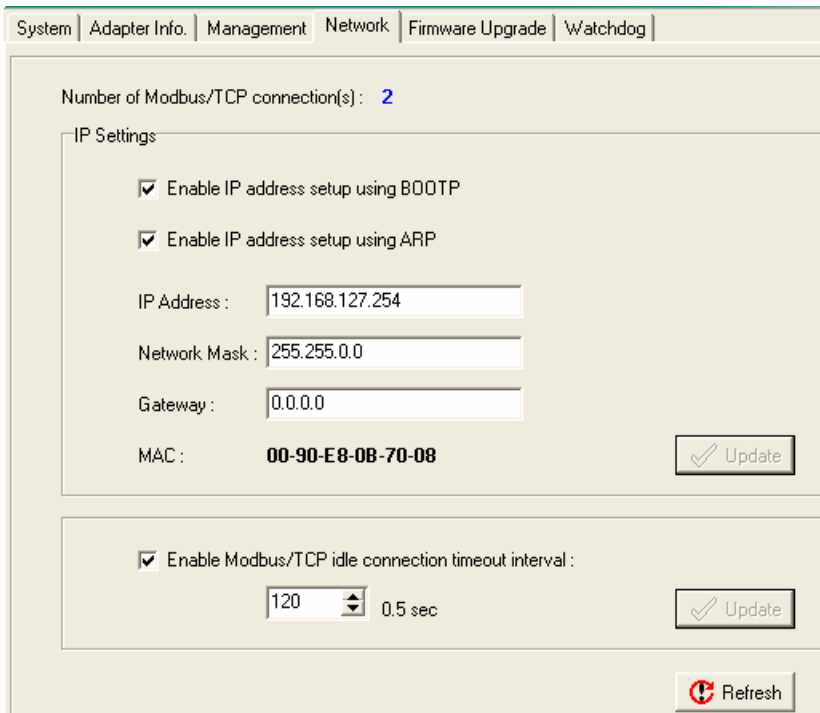 System Adapter Info. Management Network Firmware Upgrade Watchdog
Number of Modbus/TCP connection(s) : 2
IP Settings
Enable IP address setup using BOOTP
Enable IP address setup using ARP
IP Address : 192.168.127.254
Network Mask : 255.255.0.0
Gateway : 0.0.0.0
MAC : 00-90-E8-0B-70-08 Update
Enable Modbus/TCP idle connection timeout interval :
120 0.5 sec Update
Refresh